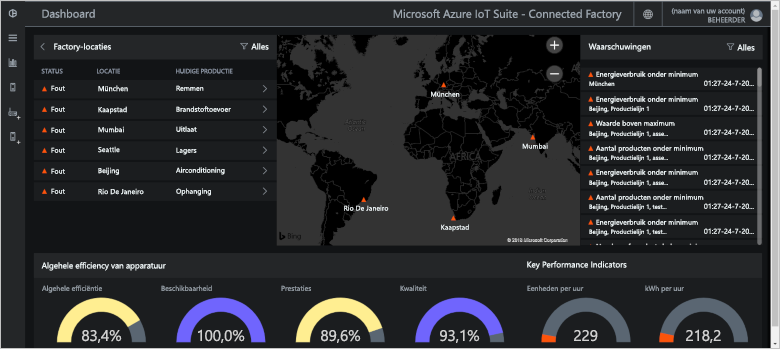 Dashboard
Microsoft Azure IoT Suite - Connected Factory
(naam van uw account)
BEHEERDER
Factory-locaties
Alles
STATUS LOCATIE HUIDIGE PRODUCTIE
Fout München Remmen
Fout Kaapstad Brandstoftoevoer
Fout Mumbai Uitlaat
Fout Seattle Lagers
Fout Beijing Airconditioning
Fout Rio De Janeiro Ophanging
München
Mumbai
AFRICA
Rio De Janeiro
Kaapstad
Bing
© 2018 Microsoft Corporation
Waarschuwingen
Alles
Energieverbruik onder minimum
München 01:27-24-7-20...
Energieverbruik onder minimum
Beijing, Productielijn 1 01:27-24-7-20...
Waarde boven maximum
Beijing, Productielijn 1, asse... 01:27-24-7-20...
Aantal producten onder minimum
Beijing, Productielijn 1, asse... 01:27-24-7-20...
Energieverbruik onder minimum
Beijing, Productielijn 1, asse... 01:27-24-7-20...
Aantal producten onder minimum
Beijing, Productielijn 1, test... 01:27-24-7-20...
Energieverbruik onder minimum
Beijing, Productielijn 1, test... 01:27-24-7-20...
Algehele efficiency van apparatuur
Key Performance Indicators
Algehele efficiëntie
83,4%
Beschikbaarheid
100,0%
Prestaties
89,6%
Kwaliteit
93,1%
Eenheden per uur
229
kWh per uur
218,2